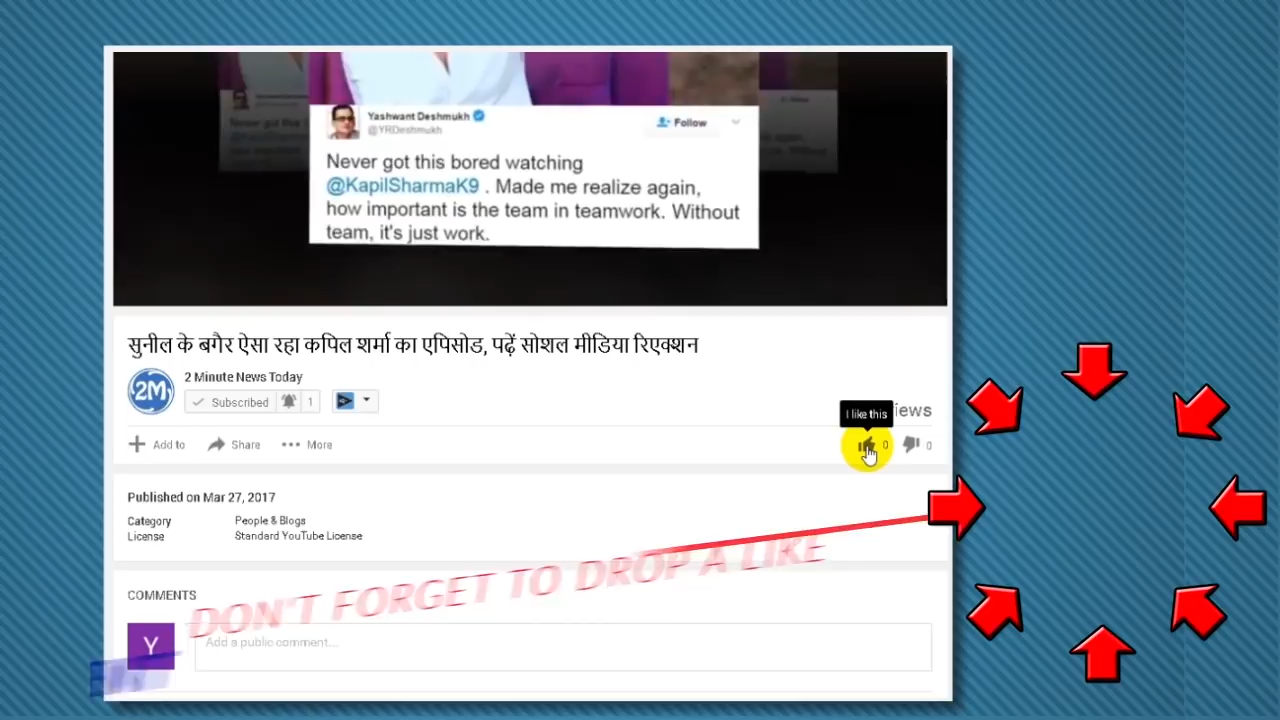 Yashwant Deshmukh
@YRDeshmukh
Follow
Never got this bored watching
@KapilSharmaK9 . Made me realize again,
how important is the team in teamwork. Without
team, it's just work.
सुनील के बगैर ऐसा रहा कपिल शर्मा का एपिसोड, पढ़ें सोशल मीडिया रिएक्शन
2M
2 Minute News Today
Subscribed 1
I like this
iews
Add to Share More 0 0
Published on Mar 27, 2017
Category People & Blogs
License Standard YouTube License
DON'T FORGET TO DROP A LIKE
COMMENTS
Y
Add a public comment...